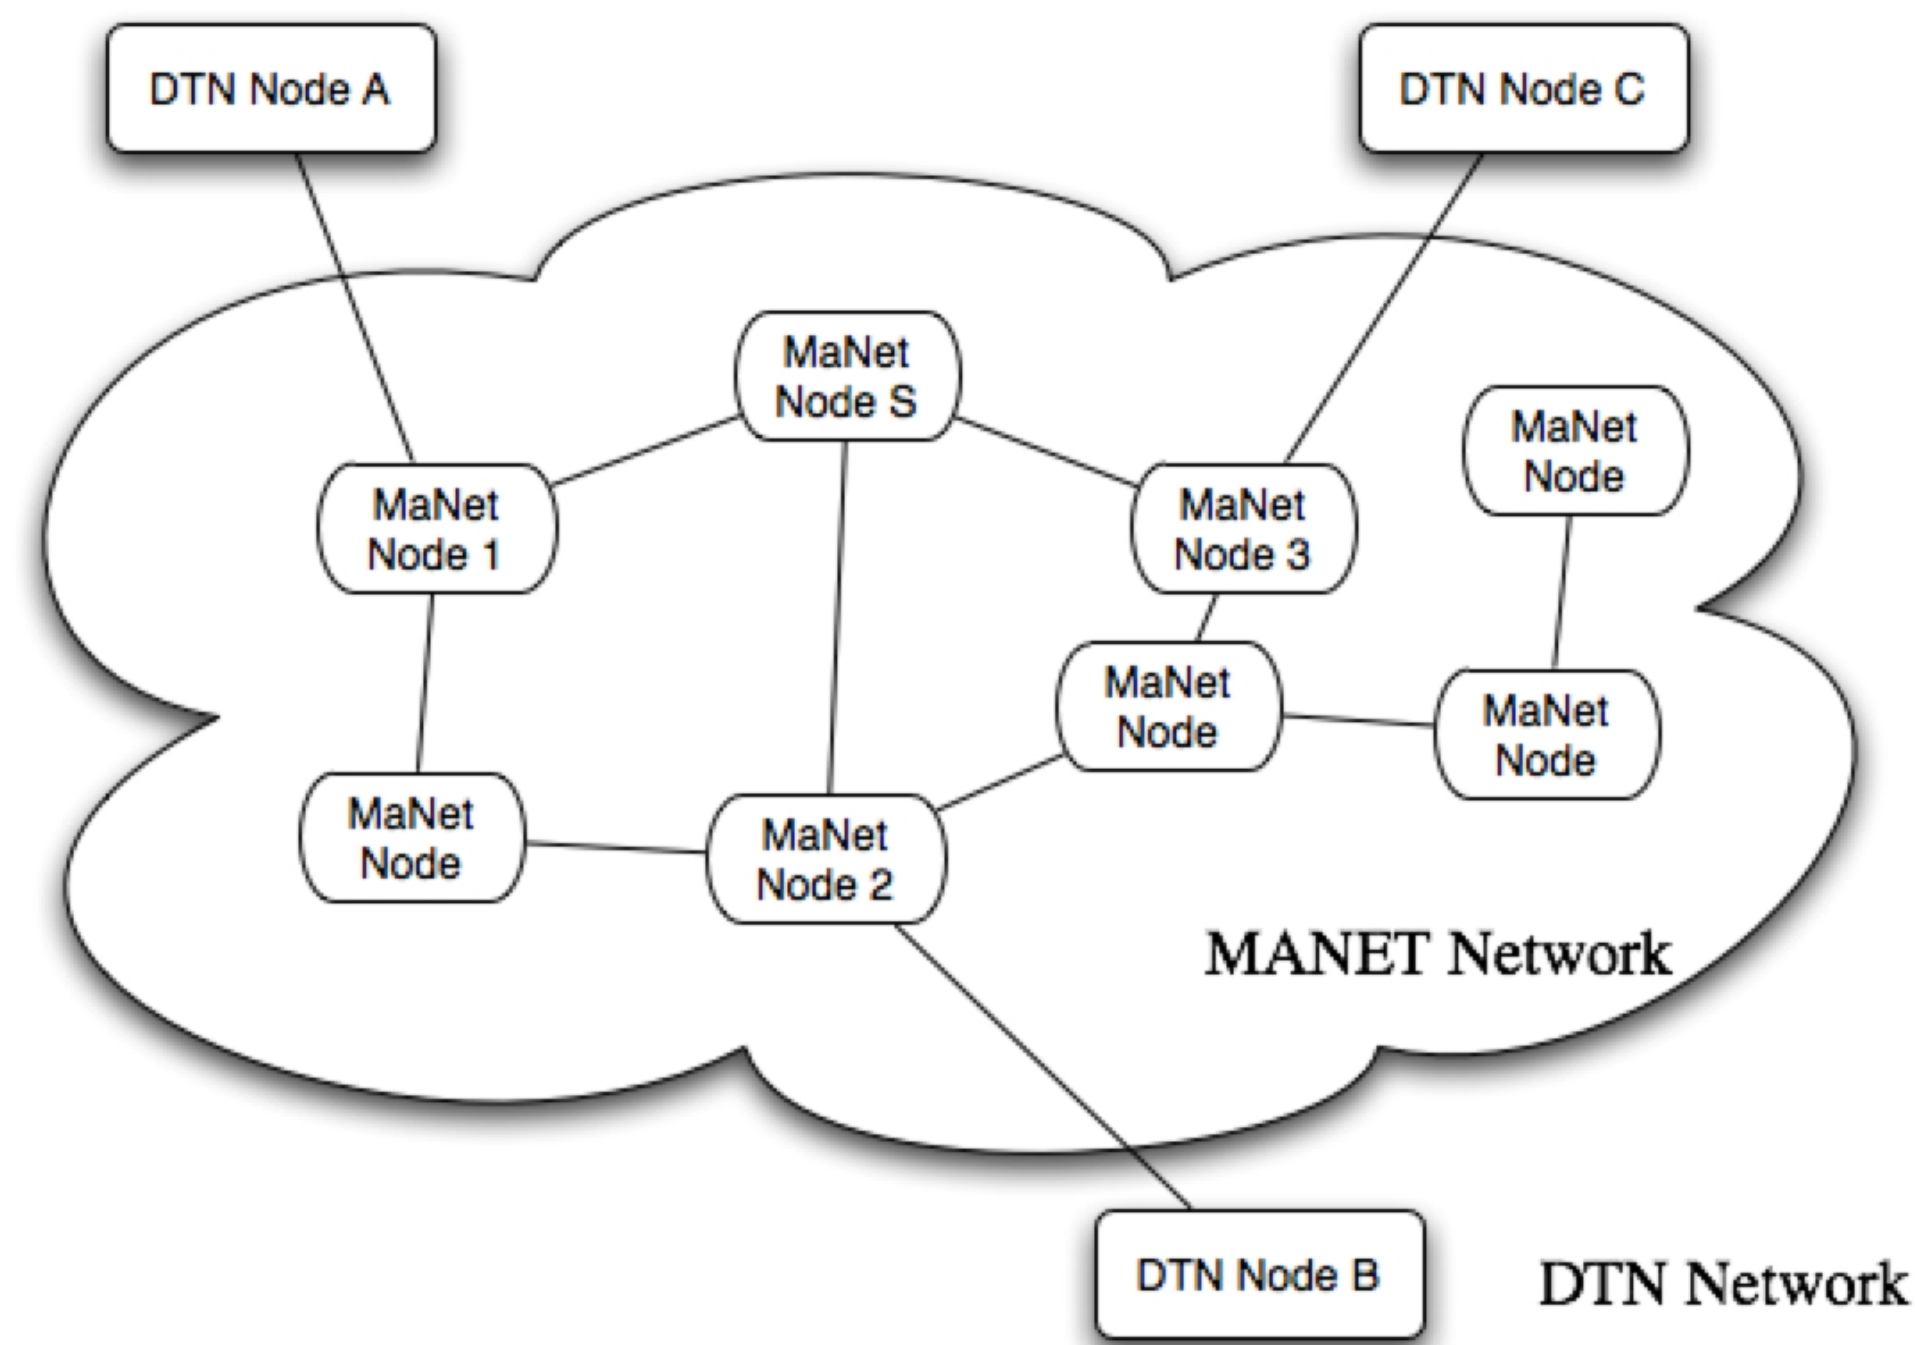 DTN Node A
DTN Node C
MaNet
Node S
MaNet
Node
MaNet
Node 1
MaNet
Node 3
MaNet
Node
MaNet
Node
MaNet
Node
MaNet
Node 2
MANET Network
DTN Node B
DTN Network